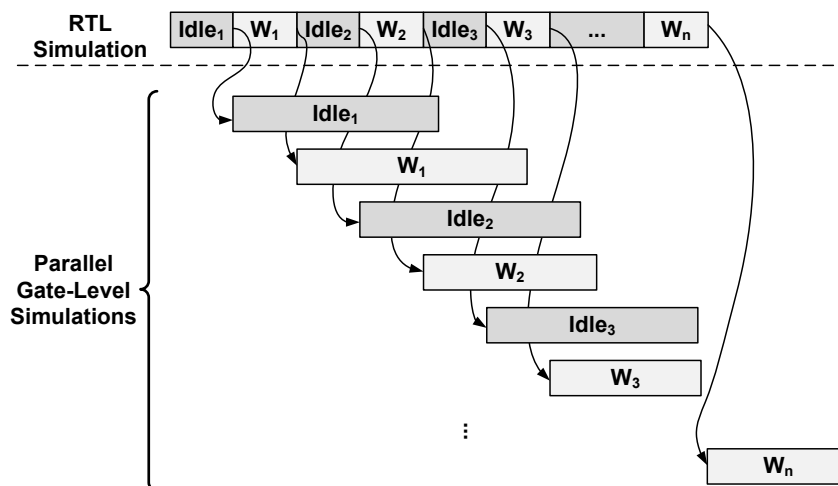 RTL
Simulation
Idle₁ W₁ Idle₂ W₂ Idle₃ W₃ ... Wₙ
Idle₁
W₁
Idle₂
W₂
Idle₃
W₃
Parallel
Gate-Level
Simulations
...
Wₙ